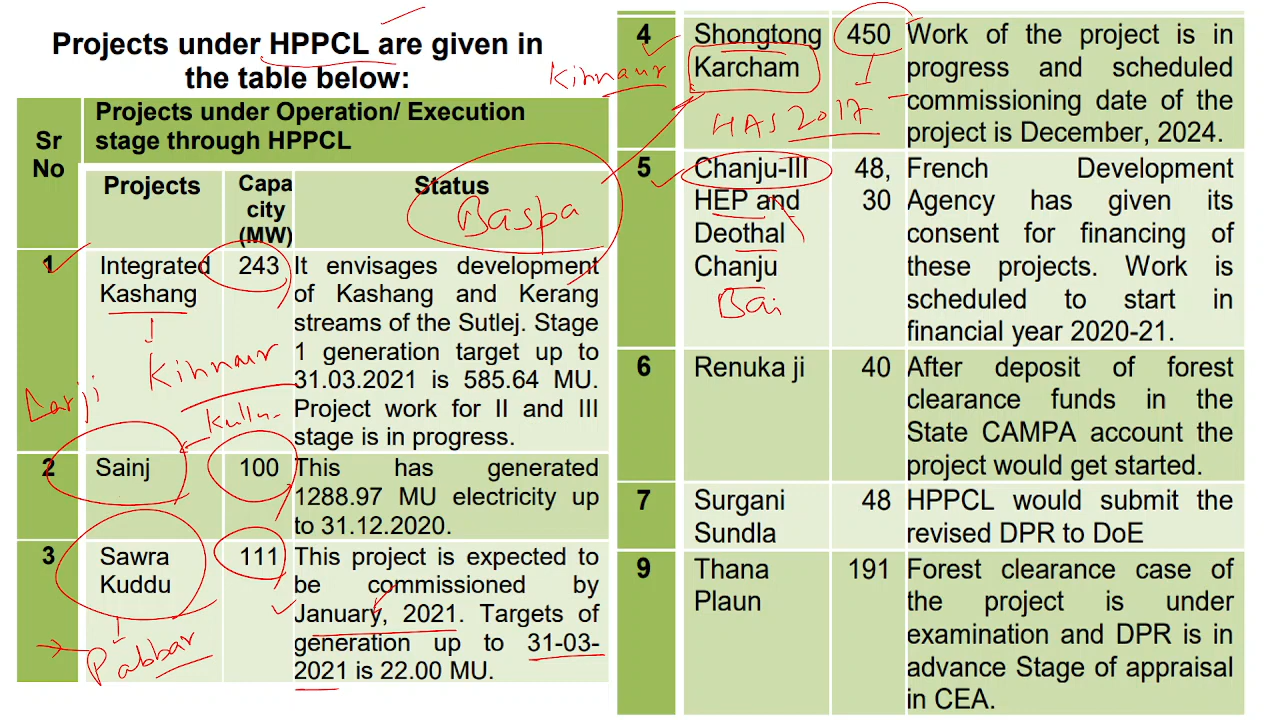 Projects under HPPCL are given in
the table below:
Sr
No
Projects under Operation/ Execution
stage through HPPCL
Projects
Capa
city
(MW)
Status
Baspa
1
Integrated
Kashang
243
It envisages development
of Kashang and Kerang
streams of the Sutlej. Stage
1 generation target up to
31.03.2021 is 585.64 MU.
Project work for II and III
stage is in progress.
Kinnaur
Larji
Kullu
2
Sainj
100
This has generated
1288.97 MU electricity up
to 31.12.2020.
3
Sawra
Kuddu
111
This project is expected to
be commissioned by
January, 2021. Targets of
generation up to 31-03-
2021 is 22.00 MU.
Pabbar
4
Shongtong
Karcham
450
Work of the project is in
progress and scheduled
commissioning date of the
project is December, 2024.
Kinnaur
HAS 2017
5
Chanju-III
HEP and
Deothal
Chanju
48,
30
French Development
Agency has given its
consent for financing of
these projects. Work is
scheduled to start in
financial year 2020-21.
6
Renuka ji
40
After deposit of forest
clearance funds in the
State CAMPA account the
project would get started.
7
Surgani
Sundla
48
HPPCL would submit the
revised DPR to DoE
9
Thana
Plaun
191
Forest clearance case of
the project is under
examination and DPR is in
advance Stage of appraisal
in CEA.